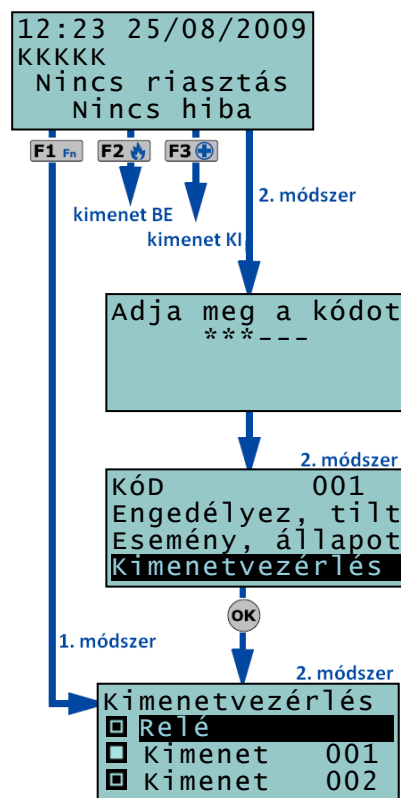 12:23 25/08/2009
KKKKK
Nincs riasztás
Nincs hiba
F1 Fn F2 F3
2. módszer
kimenet BE
kimenet KI
Adja meg a kódot
***---
2. módszer
KÓD 001
Engedélyez, tilt
Esemény, állapot
Kimenetvezérlés
OK
1. módszer
2. módszer
Kimenetvezérlés
Relé
Kimenet 001
Kimenet 002